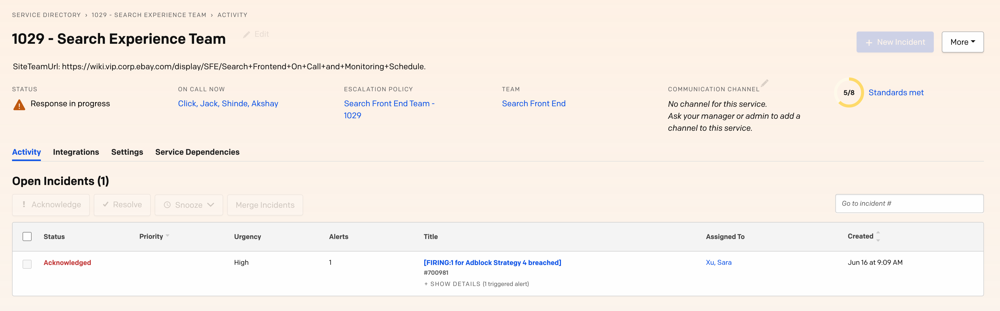 SERVICE DIRECTORY › 1029 - SEARCH EXPERIENCE TEAM › ACTIVITY
1029 - Search Experience Team
Edit
+ New Incident
More
SiteTeamUrl: https://wiki.vip.corp.ebay.com/display/SFE/Search+Frontend+On+Call+and+Monitoring+Schedule.
STATUS
Response in progress
ON CALL NOW
Click, Jack, Shinde, Akshay
ESCALATION POLICY
Search Front End Team -
1029
TEAM
Search Front End
COMMUNICATION CHANNEL
No channel for this service.
Ask your manager or admin to add a
channel to this service.
5/8
Standards met
Activity Integrations Settings Service Dependencies
Open Incidents (1)
! Acknowledge
Resolve
Snooze
Merge Incidents
Go to incident #
Status Priority Urgency Alerts Title Assigned To Created
Acknowledged High 1 [FIRING:1 for Adblock Strategy 4 breached] Xu, Sara Jun 16 at 9:09 AM
#700981
+ SHOW DETAILS (1 triggered alert)